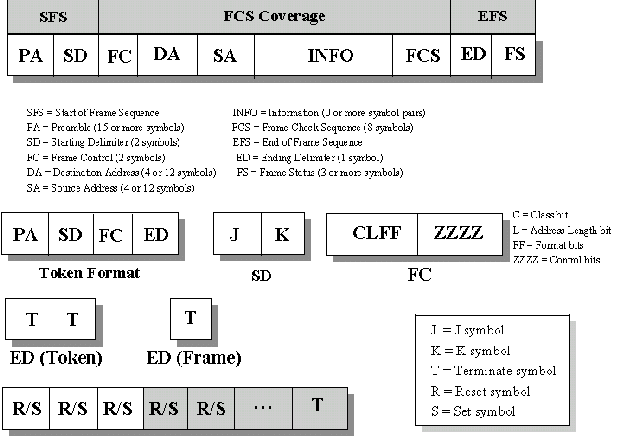 SFS FCS Coverage EFS
PA SD FC DA SA INFO FCS ED FS
SFS = Start of Frame Sequence
PA = Preamble (15 or more symbols)
SD = Starting Delimiter (2 symbols)
FC = Frame Control (2 symbols)
DA = Destination Address (4 or 12 symbols)
SA = Source Address (4 or 12 symbols)
INFO = Information (0 or more symbol pairs)
FCS = Frame Check Sequence (8 symbols)
EFS = End of Frame Sequence
ED = Ending Delimiter (1 symbol)
FS = Frame Status (3 or more symbols)
PA SD FC ED
Token Format
J K
SD
CLFF ZZZZ
FC
C = Class bit
L = Address Length bit
FF = Format bits
ZZZZ = Control bits
T T
ED (Token)
T
ED (Frame)
J = J symbol
K = K symbol
T = Terminate symbol
R = Reset symbol
S = Set symbol
R/S R/S R/S R/S R/S ... T